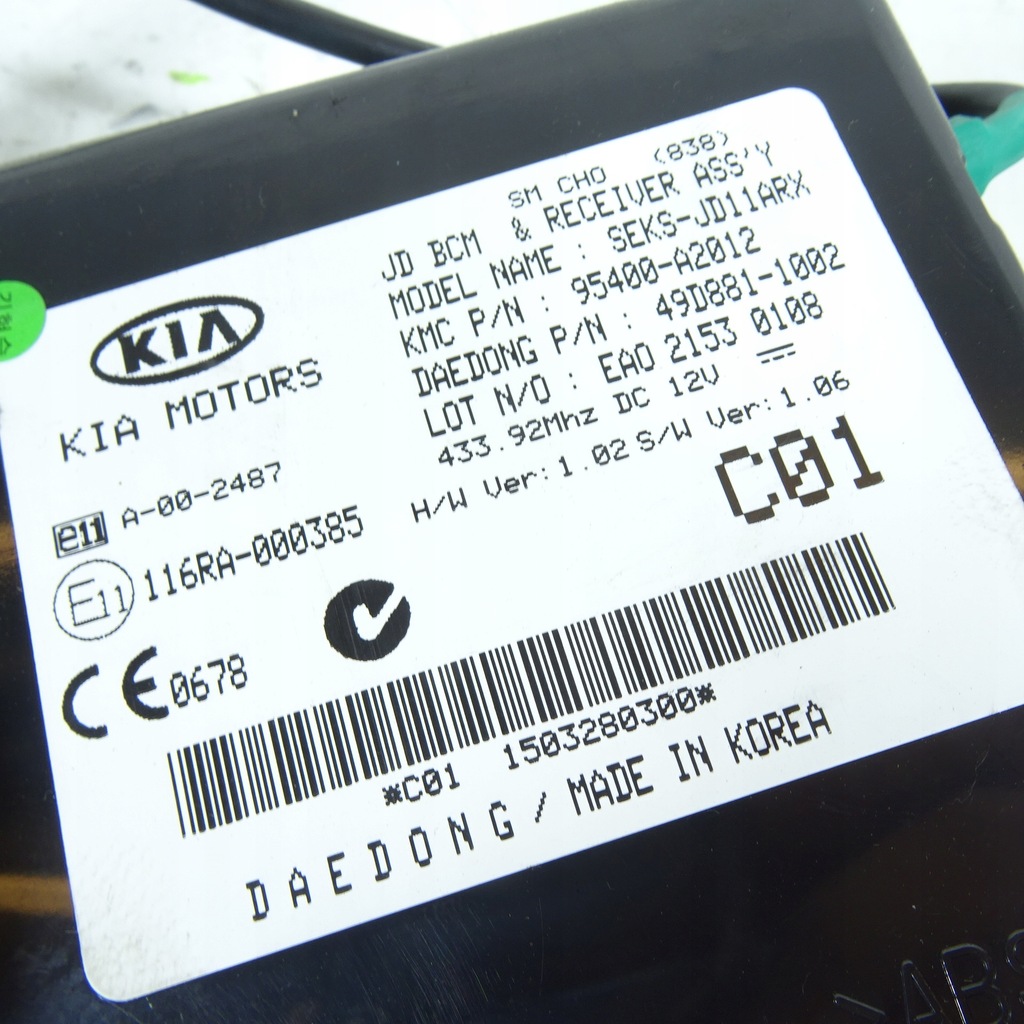 SM CHO (838)
JD BCM & RECEIVER ASS'Y
MODEL NAME : SEKS-JD11ARX
KMC P/N : 95400-A2012
DAEDONG P/N : 49D881-1002
LOT N/O : EAO 2153 0108
433.92Mhz DC 12V
H/W Ver:1.02 S/W Ver:1.06
C01
KIA
KIA MOTORS
e11 A-00-2487
E11 116RA-000385
CE0678
*C01 1503280300*
DAEDONG / MADE IN KOREA
>ABS